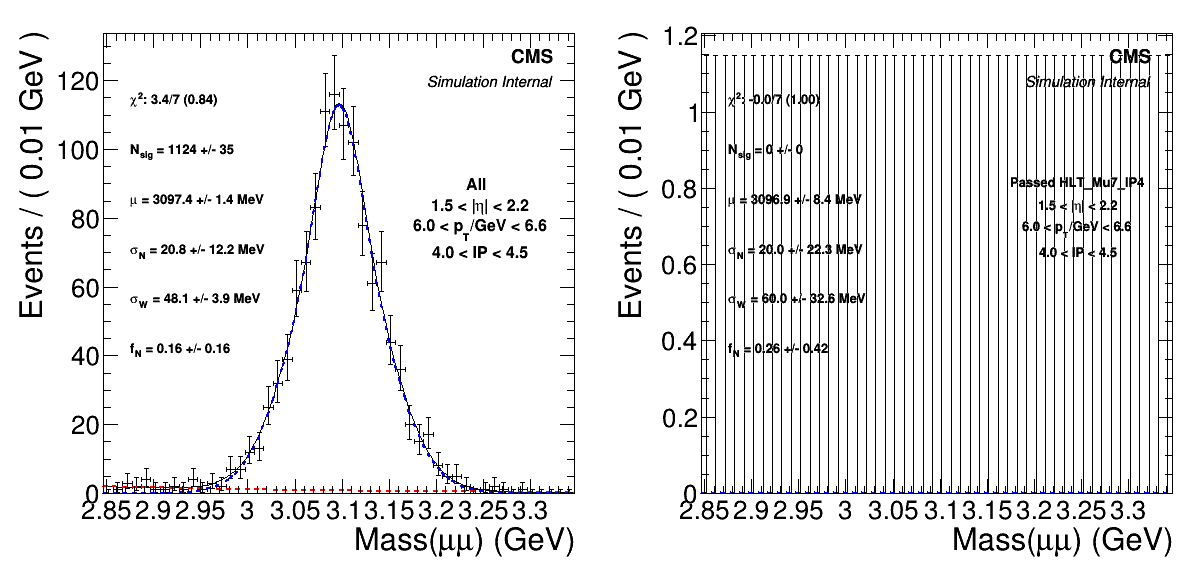 CMS
Simulation Internal
χ²: 3.4/7 (0.84)
N_sig = 1124 +/- 35
μ = 3097.4 +/- 1.4 MeV
σ_N = 20.8 +/- 12.2 MeV
σ_W = 48.1 +/- 3.9 MeV
f_N = 0.16 +/- 0.16
All
1.5 < |η| < 2.2
6.0 < p_T/GeV < 6.6
4.0 < IP < 4.5
Events / ( 0.01 GeV )
120
100
80
60
40
20
0
2.85 2.9 2.95 3 3.05 3.1 3.15 3.2 3.25 3.3
Mass(μμ) (GeV)
CMS
Simulation Internal
χ²: -0.0/7 (1.00)
N_sig = 0 +/- 0
μ = 3096.9 +/- 8.4 MeV
σ_N = 20.0 +/- 22.3 MeV
σ_W = 60.0 +/- 32.6 MeV
f_N = 0.26 +/- 0.42
Passed HLT_Mu7_IP4
1.5 < |η| < 2.2
6.0 < p_T/GeV < 6.6
4.0 < IP < 4.5
Events / ( 0.01 GeV )
1.2
1
0.8
0.6
0.4
0.2
0
2.85 2.9 2.95 3 3.05 3.1 3.15 3.2 3.25 3.3
Mass(μμ) (GeV)